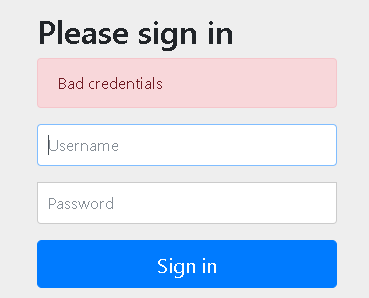 Please sign in
Bad credentials
Username
Password
Sign in